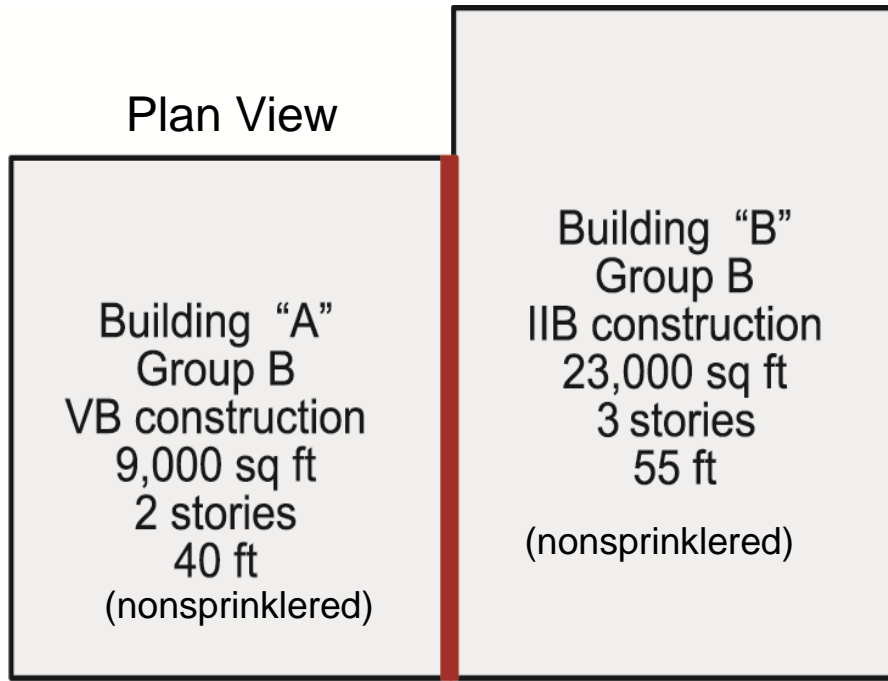 Plan View
Building “A”
Group B
VB construction
9,000 sq ft
2 stories
40 ft
(nonsprinklered)
Building “B”
Group B
IIB construction
23,000 sq ft
3 stories
55 ft
(nonsprinklered)